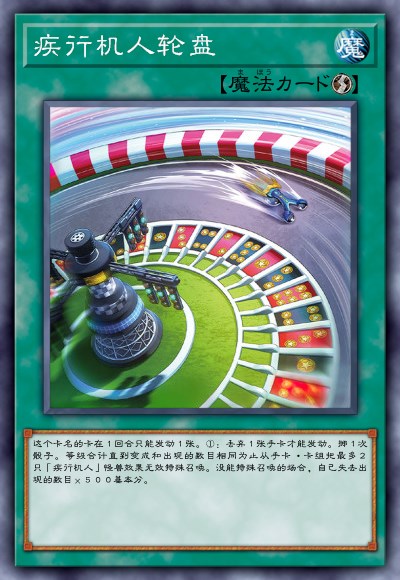 疾行机人轮盘
魔
【魔法カード】
まほう
这个卡名的卡在1回合只能发动1张。①：丢弃1张手卡才能发动。掷1次
骰子。等级合计直到变成和出现的数目相同为止从手卡·卡组把最多2
只「疾行机人」怪兽效果无效特殊召唤。没能特殊召唤的场合，自己失去出
现的数目×500基本分。